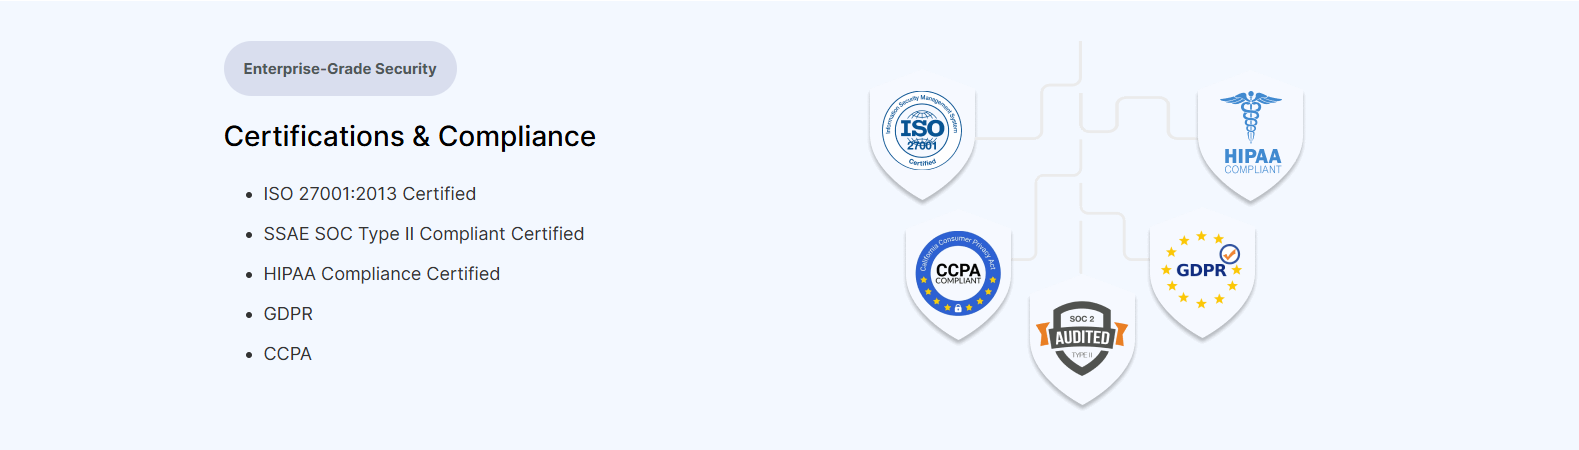 Enterprise-Grade Security
Certifications & Compliance
ISO 27001:2013 Certified
SSAE SOC Type II Compliant Certified
HIPAA Compliance Certified
GDPR
CCPA
Information Security Management System
ISO
27001
Certified
HIPAA
COMPLIANT
California Consumer Privacy Act
CCPA
COMPLIANT
GDPR
SOC 2
AUDITED
TYPE II